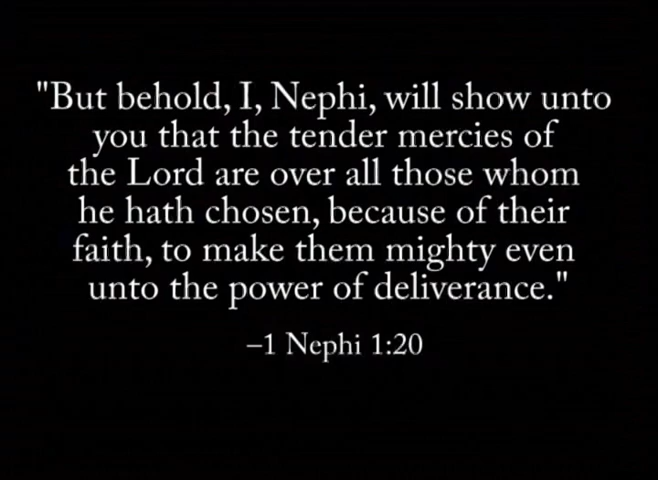 "But behold, I, Nephi, will show unto
you that the tender mercies of
the Lord are over all those whom
he hath chosen, because of their
faith, to make them mighty even
unto the power of deliverance."
–1 Nephi 1:20